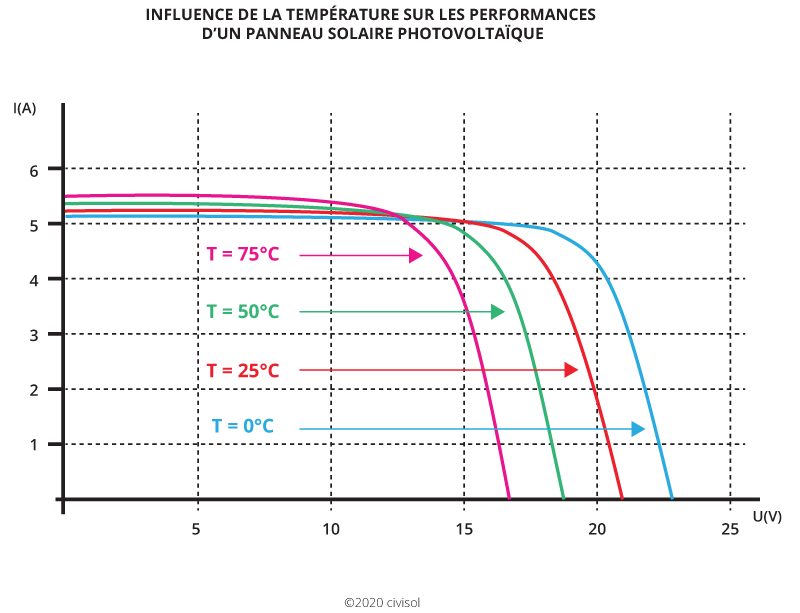 INFLUENCE DE LA TEMPÉRATURE SUR LES PERFORMANCES
D’UN PANNEAU SOLAIRE PHOTOVOLTAÏQUE
I(A)
6
5
T = 75°C
4
T = 50°C
3
T = 25°C
2
T = 0°C
1
U(V)
5 10 15 20 25
©2020 civisol